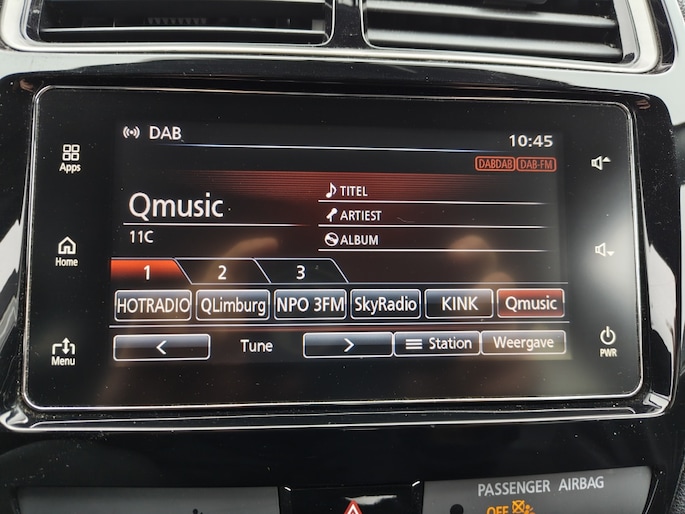 DAB
10:45
DABDAB DAB-FM
Apps
Qmusic
11C
TITEL
ARTIEST
ALBUM
Home
1 2 3
HOTRADIO QLimburg NPO 3FM SkyRadio KINK Qmusic
< Tune > Station Weergave
Menu
PWR
PASSENGER AIRBAG
OFF